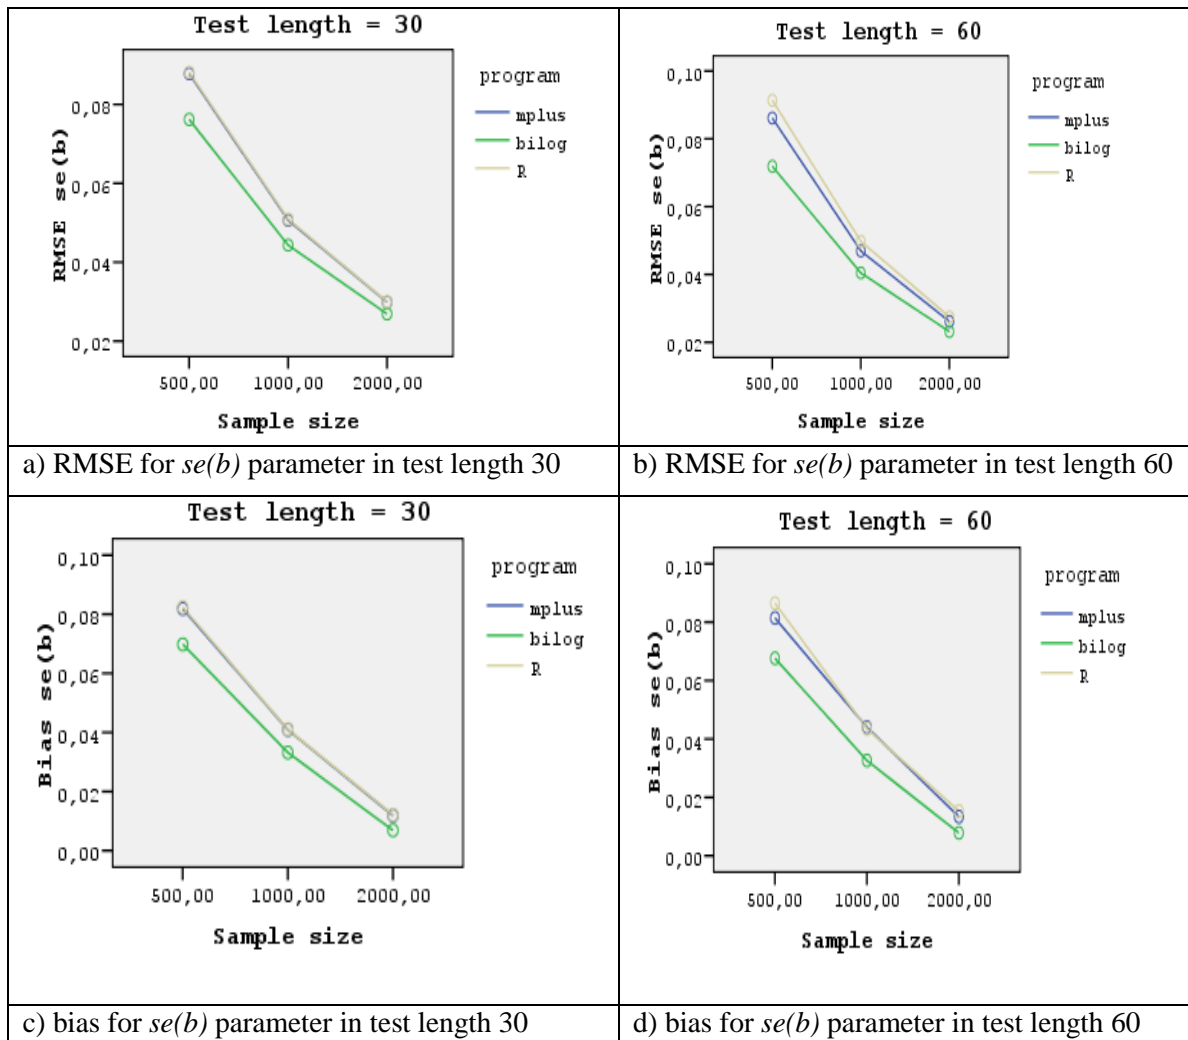 Test length = 30
program
mplus
bilog
R
0,08
0,06
0,04
0,02
RMSE se(b)
500,00 1000,00 2000,00
Sample size
a) RMSE for se(b) parameter in test length 30
Test length = 60
program
mplus
bilog
R
0,10
0,08
0,06
0,04
0,02
RMSE se(b)
500,00 1000,00 2000,00
Sample size
b) RMSE for se(b) parameter in test length 60
Test length = 30
program
mplus
bilog
R
0,10
0,08
0,06
0,04
0,02
0,00
Bias se(b)
500,00 1000,00 2000,00
Sample size
c) bias for se(b) parameter in test length 30
Test length = 60
program
mplus
bilog
R
0,10
0,08
0,06
0,04
0,02
0,00
Bias se(b)
500,00 1000,00 2000,00
Sample size
d) bias for se(b) parameter in test length 60